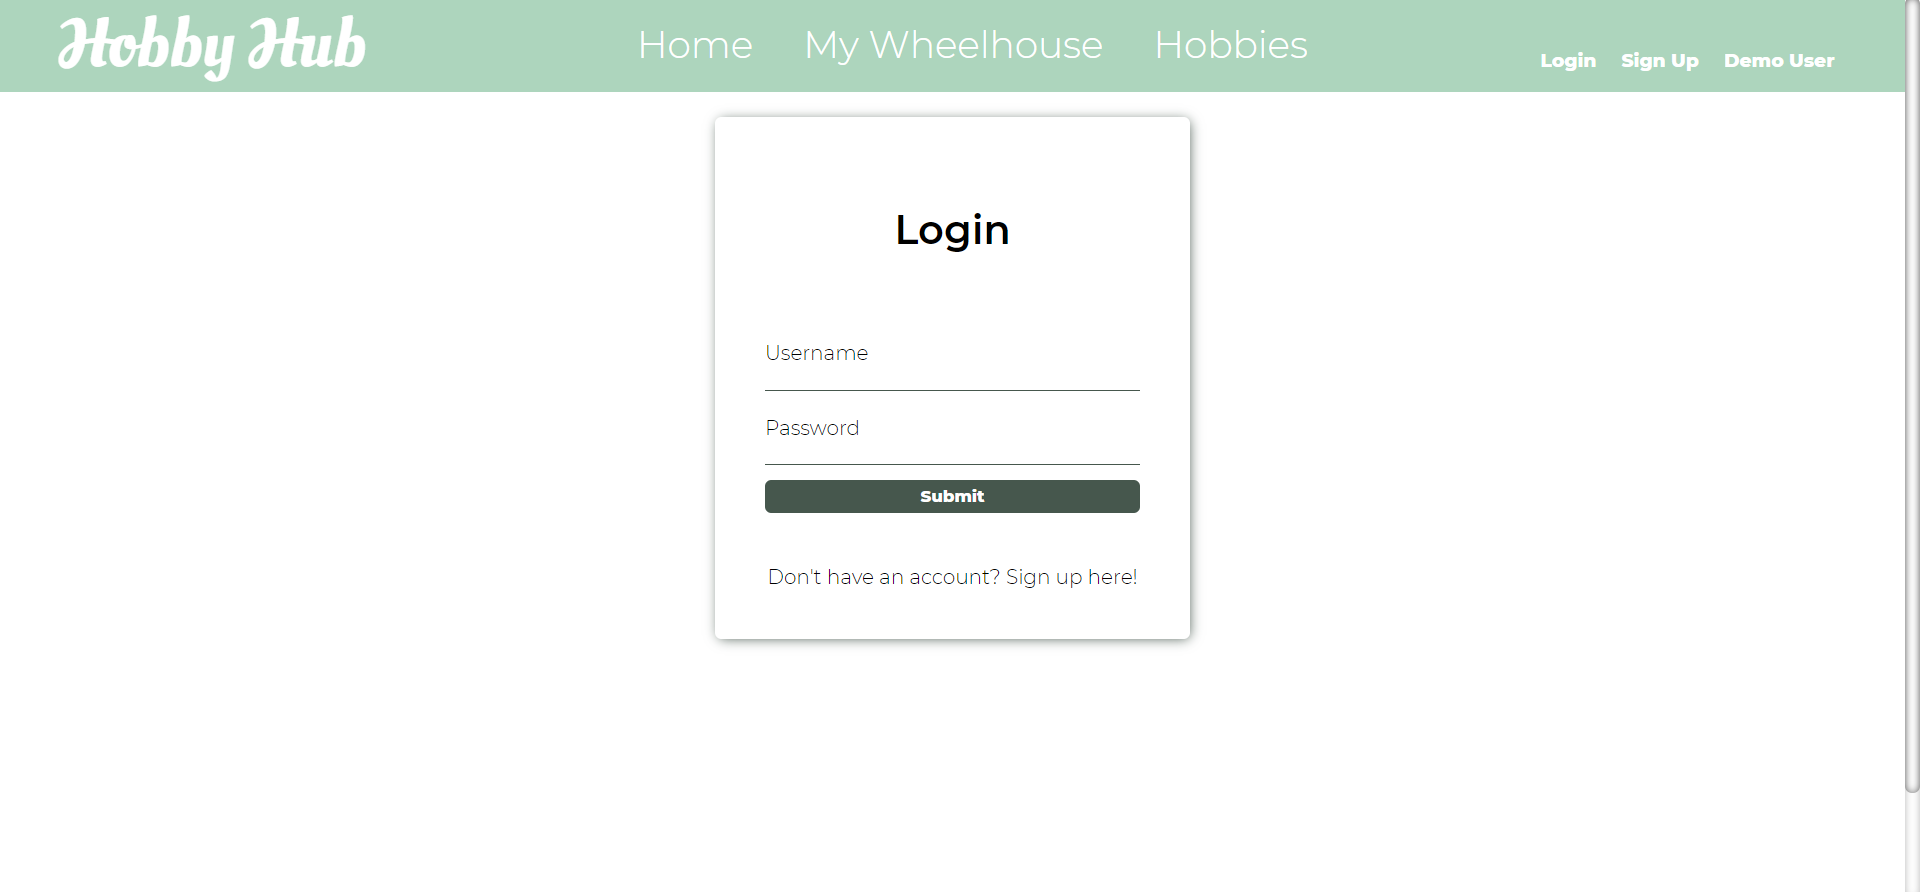 Hobby Hub
Home My Wheelhouse Hobbies
Login Sign Up Demo User
Login
Username
Password
Submit
Don't have an account? Sign up here!